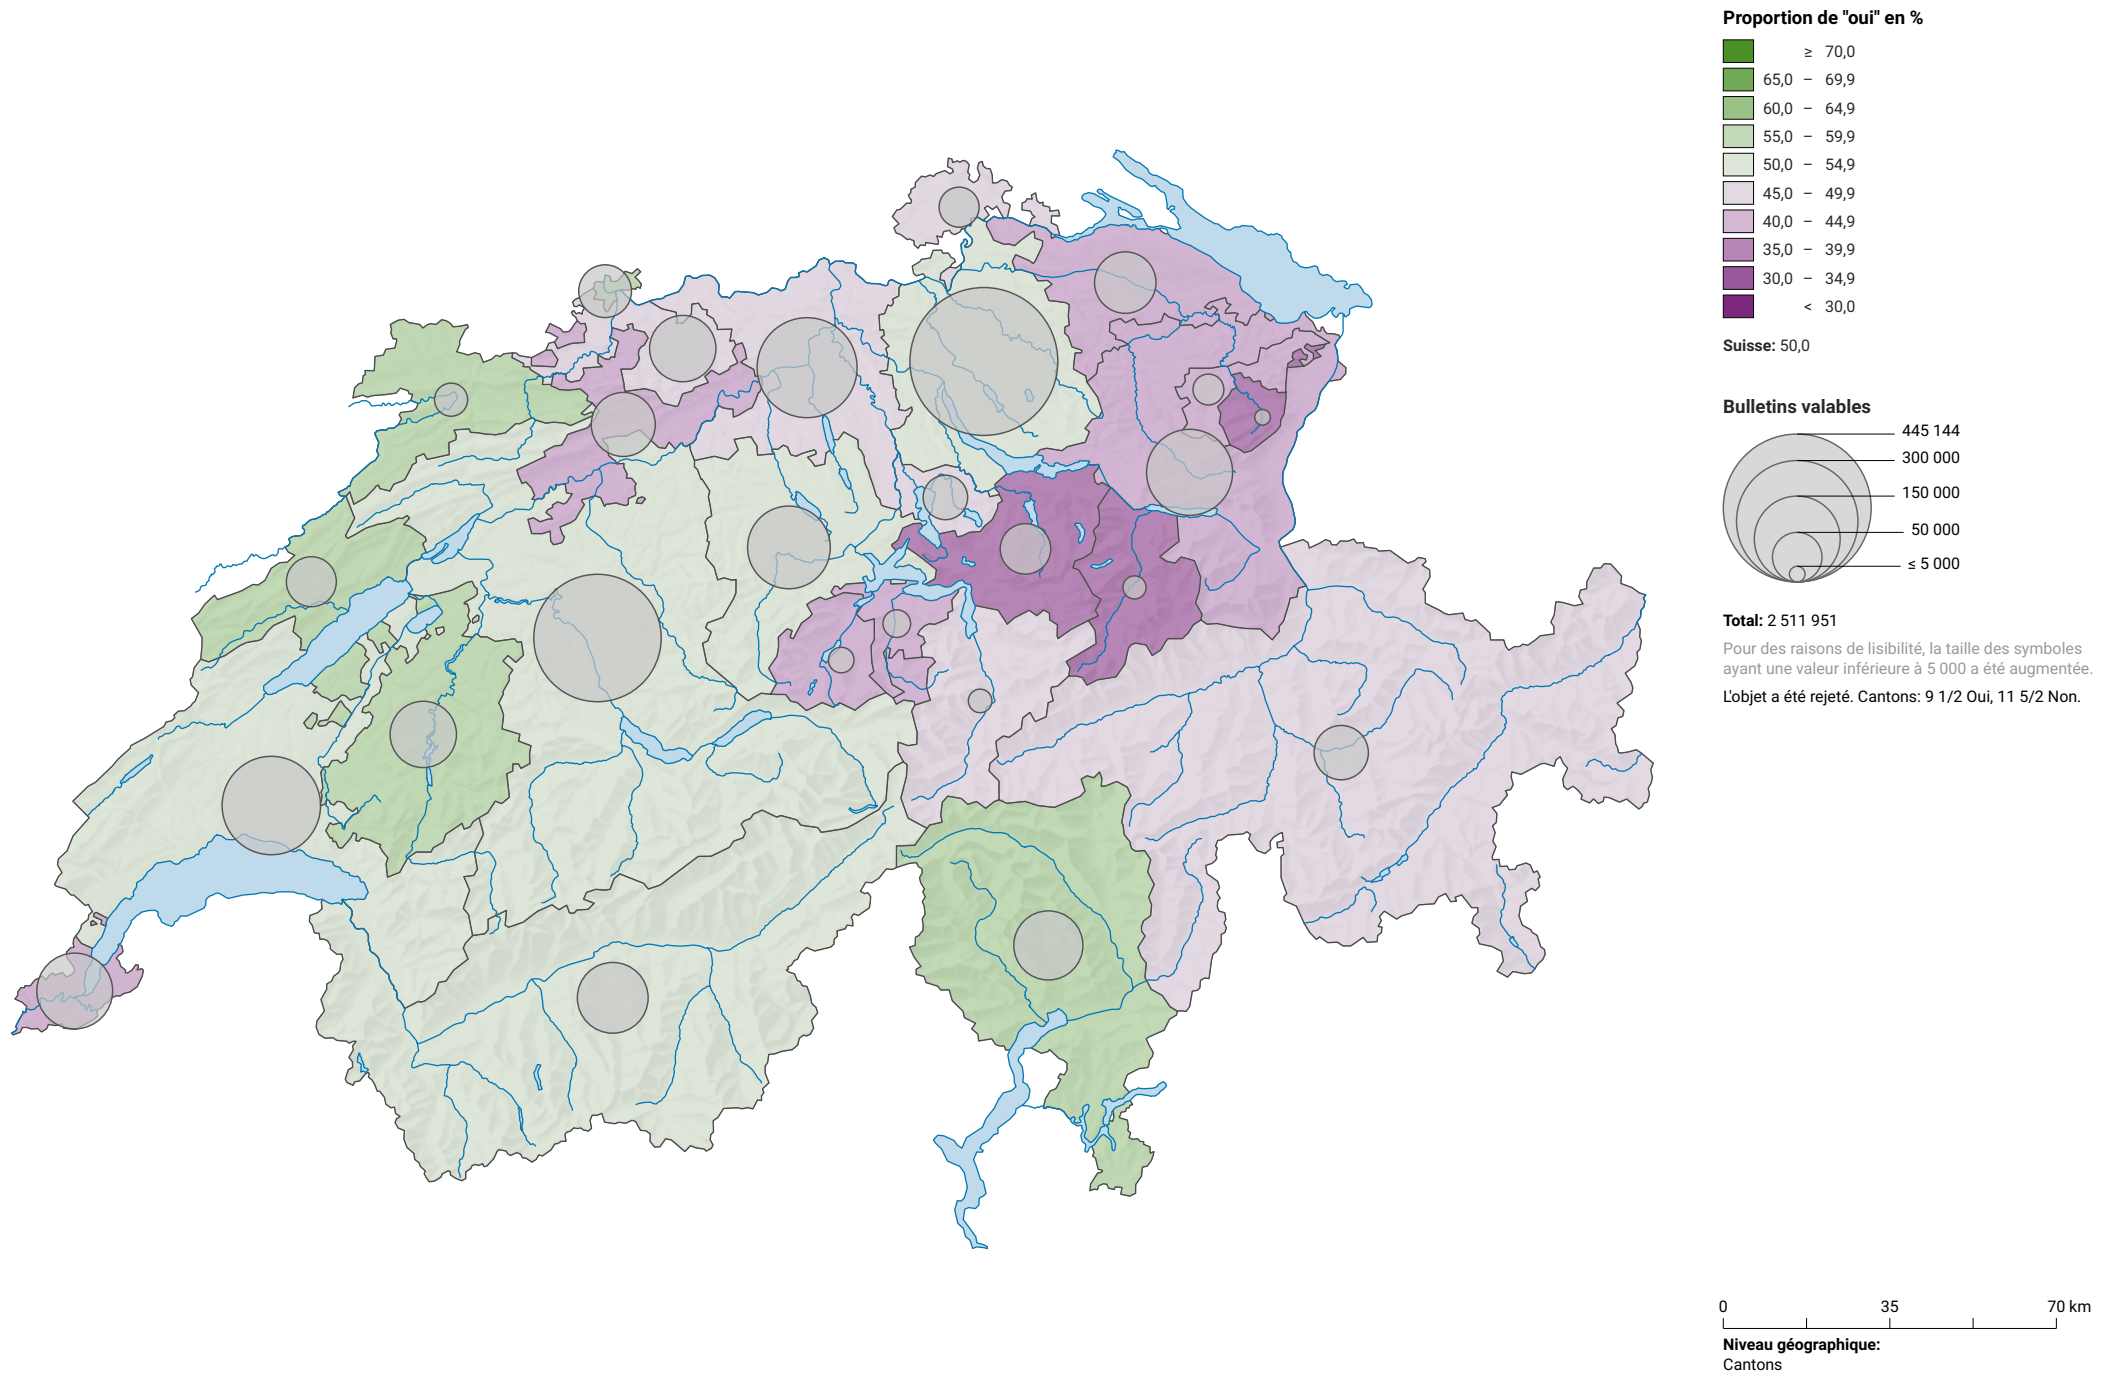 Proportion de "oui" en %
≥ 70,0
65,0 – 69,9
60,0 – 64,9
55,0 – 59,9
50,0 – 54,9
45,0 – 49,9
40,0 – 44,9
35,0 – 39,9
30,0 – 34,9
< 30,0
Suisse: 50,0
Bulletins valables
445 144
300 000
150 000
50 000
≤ 5 000
Total: 2 511 951
Pour des raisons de lisibilité, la taille des symboles
ayant une valeur inférieure à 5 000 a été augmentée.
L'objet a été rejeté. Cantons: 9 1/2 Oui, 11 5/2 Non.
0 35 70 km
Niveau géographique:
Cantons